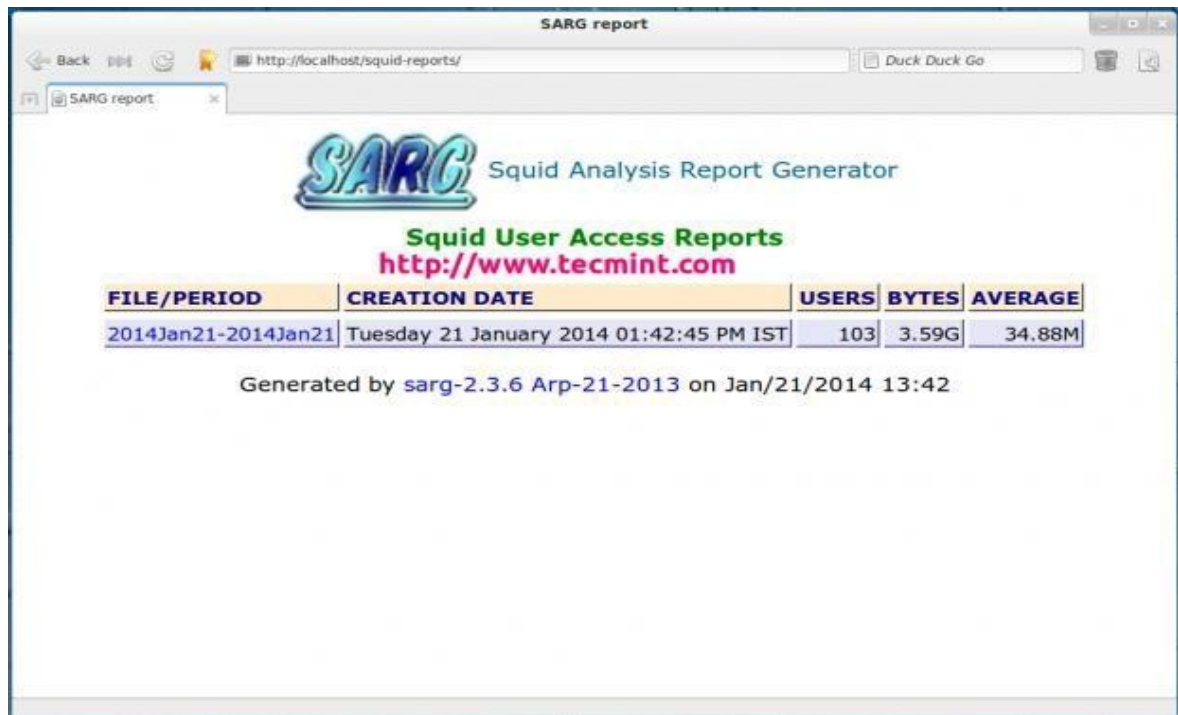 SARG report
Back http://localhost/squid-reports/ Duck Duck Go
SARG report
SARG Squid Analysis Report Generator
Squid User Access Reports
http://www.tecmint.com
FILE/PERIOD CREATION DATE USERS BYTES AVERAGE
2014Jan21-2014Jan21 Tuesday 21 January 2014 01:42:45 PM IST 103 3.59G 34.88M
Generated by sarg-2.3.6 Arp-21-2013 on Jan/21/2014 13:42